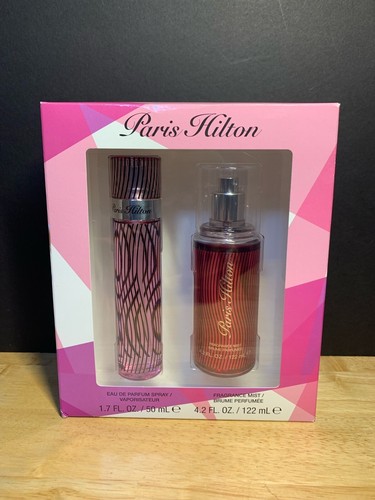 Paris Hilton
Paris Hilton
Paris Hilton
EAU DE PARFUM SPRAY /
VAPORISATEUR
1.7 FL. OZ. / 50 mL ℮
FRAGRANCE MIST /
BRUME PERFUMÉE
4.2 FL. OZ. / 122 mL ℮